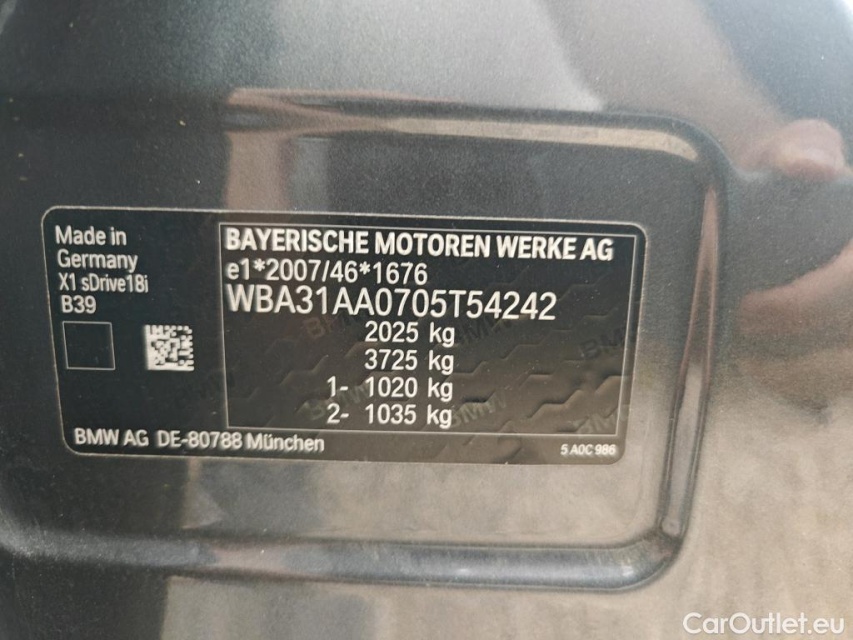 Made in
Germany
X1 sDrive18i
B39
BAYERISCHE MOTOREN WERKE AG
e1*2007/46*1676
WBA31AA0705T54242
2025 kg
3725 kg
1- 1020 kg
2- 1035 kg
BMW AG DE-80788 München
5 A0C 986
CarOutlet.eu